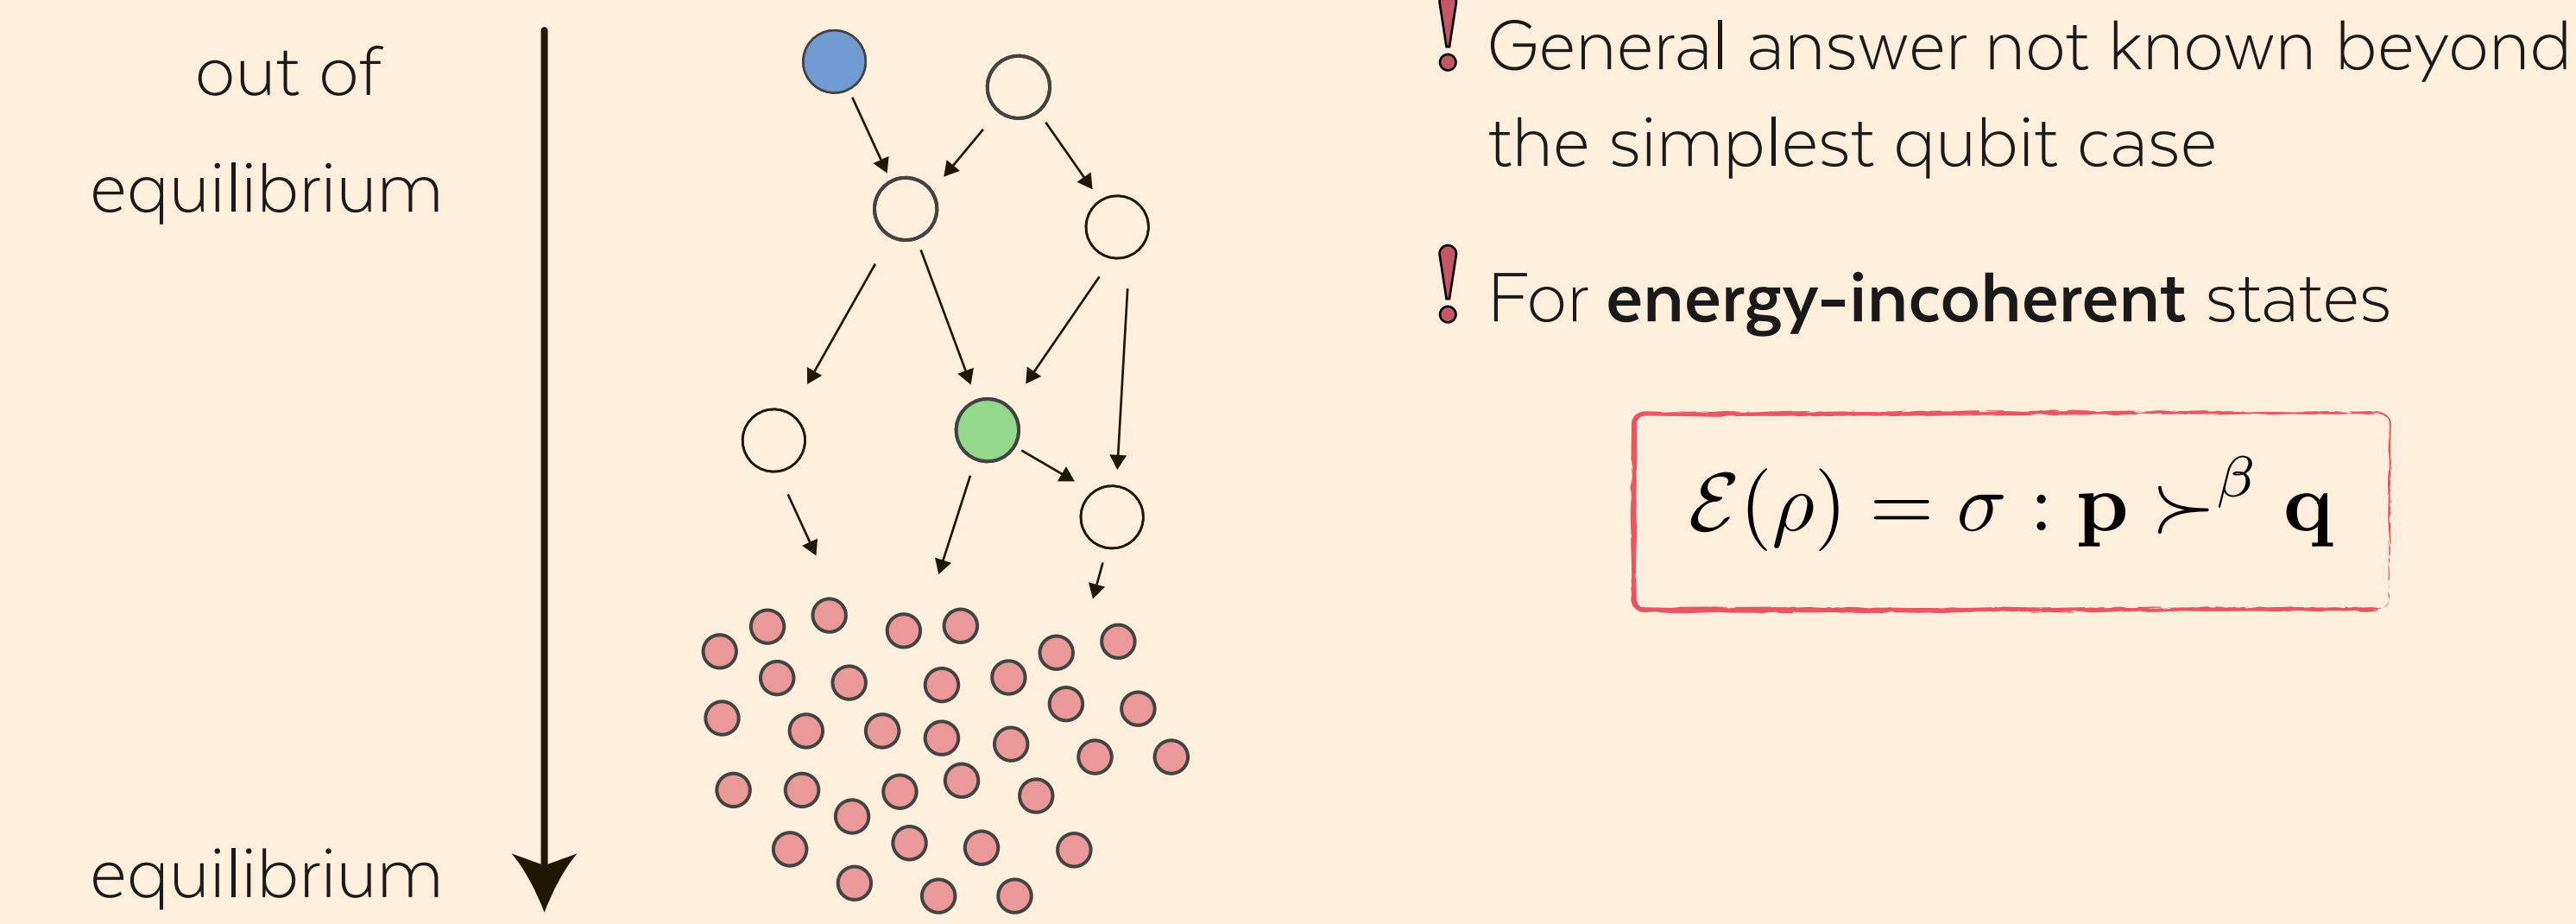 out of
equilibrium
equilibrium
! General answer not known beyond
the simplest qubit case
! For energy-incoherent states
ℰ(ρ) = σ : p ≻^β q